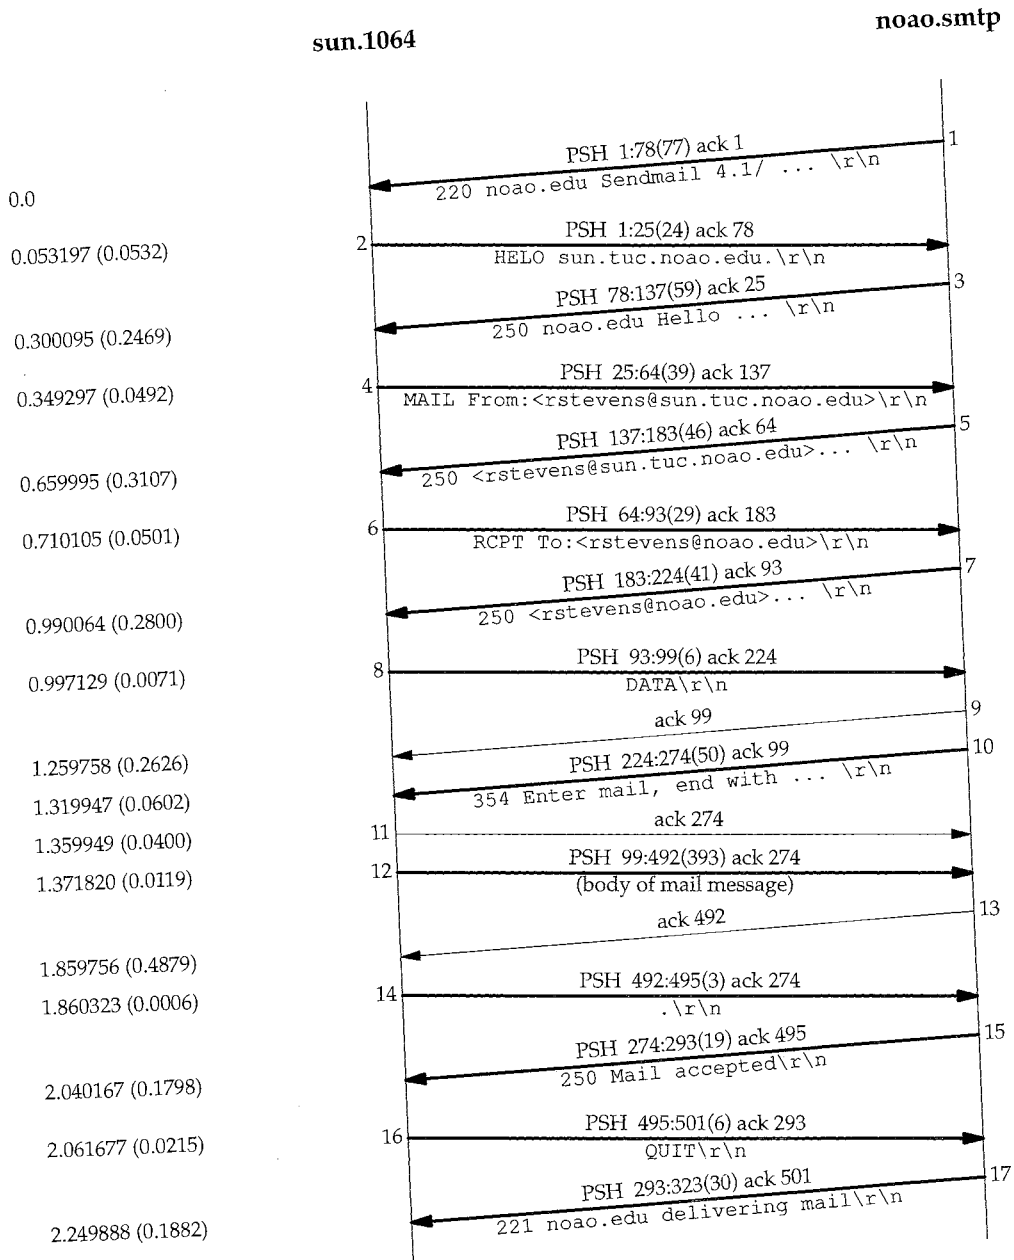 sun.1064
noao.smtp
PSH 1:78(77) ack 1
1
220 noao.edu Sendmail 4.1/ ... \r\n
0.0
PSH 1:25(24) ack 78
0.053197 (0.0532)
2
HELO sun.tuc.noao.edu.\r\n
PSH 78:137(59) ack 25
3
250 noao.edu Hello ... \r\n
0.300095 (0.2469)
PSH 25:64(39) ack 137
0.349297 (0.0492)
4
MAIL From:<rstevens@sun.tuc.noao.edu>\r\n
PSH 137:183(46) ack 64
5
250 <rstevens@sun.tuc.noao.edu>... \r\n
0.659995 (0.3107)
PSH 64:93(29) ack 183
0.710105 (0.0501)
6
RCPT To:<rstevens@noao.edu>\r\n
PSH 183:224(41) ack 93
7
250 <rstevens@noao.edu>... \r\n
0.990064 (0.2800)
PSH 93:99(6) ack 224
0.997129 (0.0071)
8
DATA\r\n
ack 99
9
1.259758 (0.2626)
PSH 224:274(50) ack 99
10
354 Enter mail, end with ... \r\n
1.319947 (0.0602)
ack 274
1.359949 (0.0400)
11
PSH 99:492(393) ack 274
1.371820 (0.0119)
12
(body of mail message)
ack 492
13
1.859756 (0.4879)
PSH 492:495(3) ack 274
1.860323 (0.0006)
14
.\r\n
PSH 274:293(19) ack 495
15
250 Mail accepted\r\n
2.040167 (0.1798)
PSH 495:501(6) ack 293
2.061677 (0.0215)
16
QUIT\r\n
PSH 293:323(30) ack 501
17
221 noao.edu delivering mail\r\n
2.249888 (0.1882)